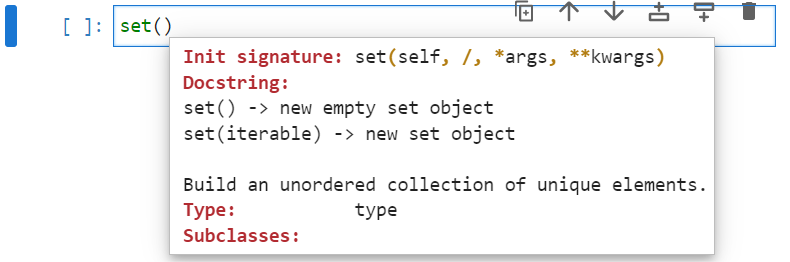 [ ]: set()
Init signature: set(self, /, *args, **kwargs)
Docstring:
set() -> new empty set object
set(iterable) -> new set object
Build an unordered collection of unique elements.
Type: type
Subclasses: